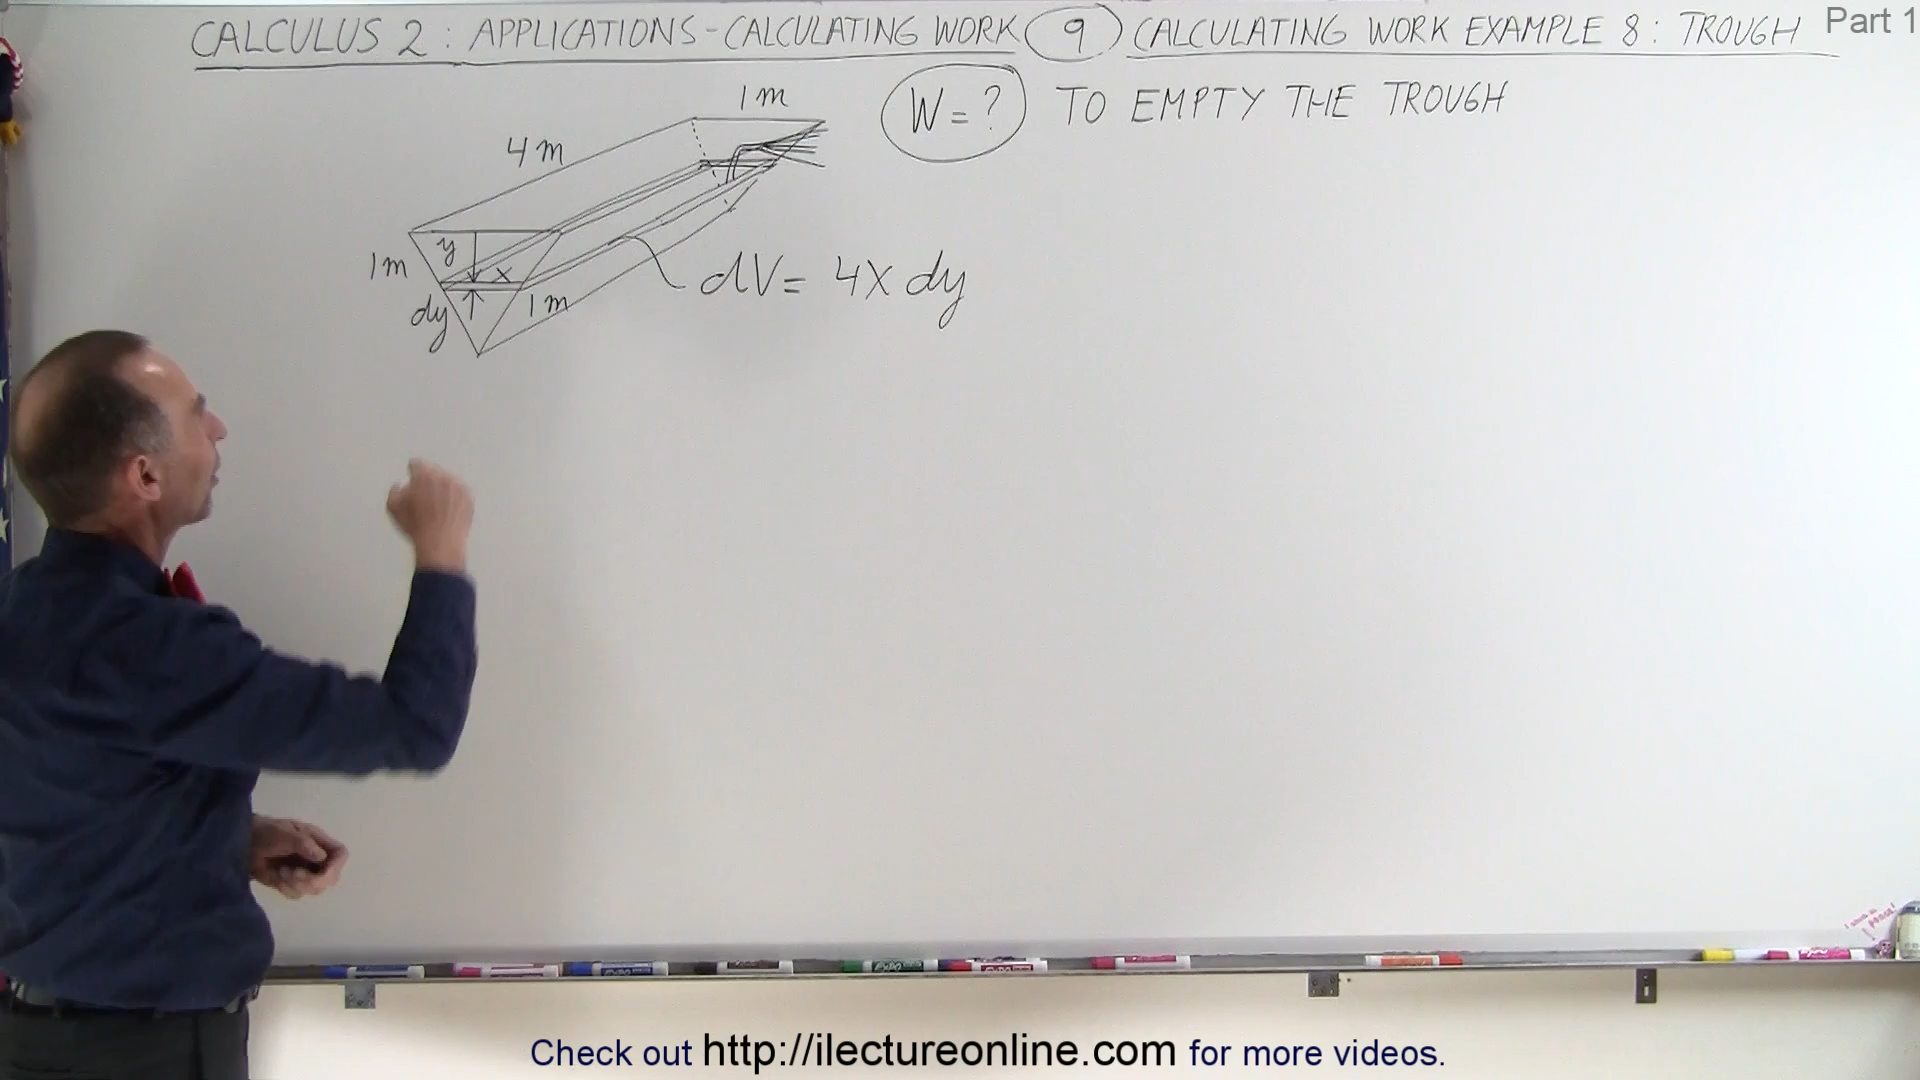 CALCULUS 2 : APPLICATIONS - CALCULATING WORK 9 CALCULATING WORK EXAMPLE 8 : TROUGH Part 1
1 m
W = ? TO EMPTY THE TROUGH
4 m
y
1 m
x
dV = 4X dy
dy
1 m
Check out http://ilectureonline.com for more videos.